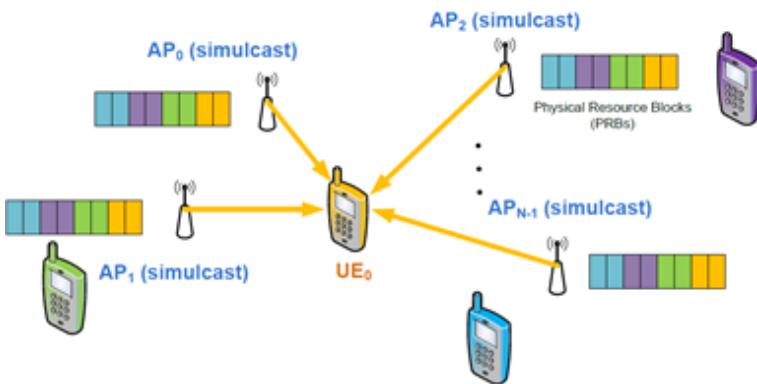 AP0 (simulcast)
AP2 (simulcast)
Physical Resource Blocks
(PRBs)
APN-1 (simulcast)
AP1 (simulcast)
UE0